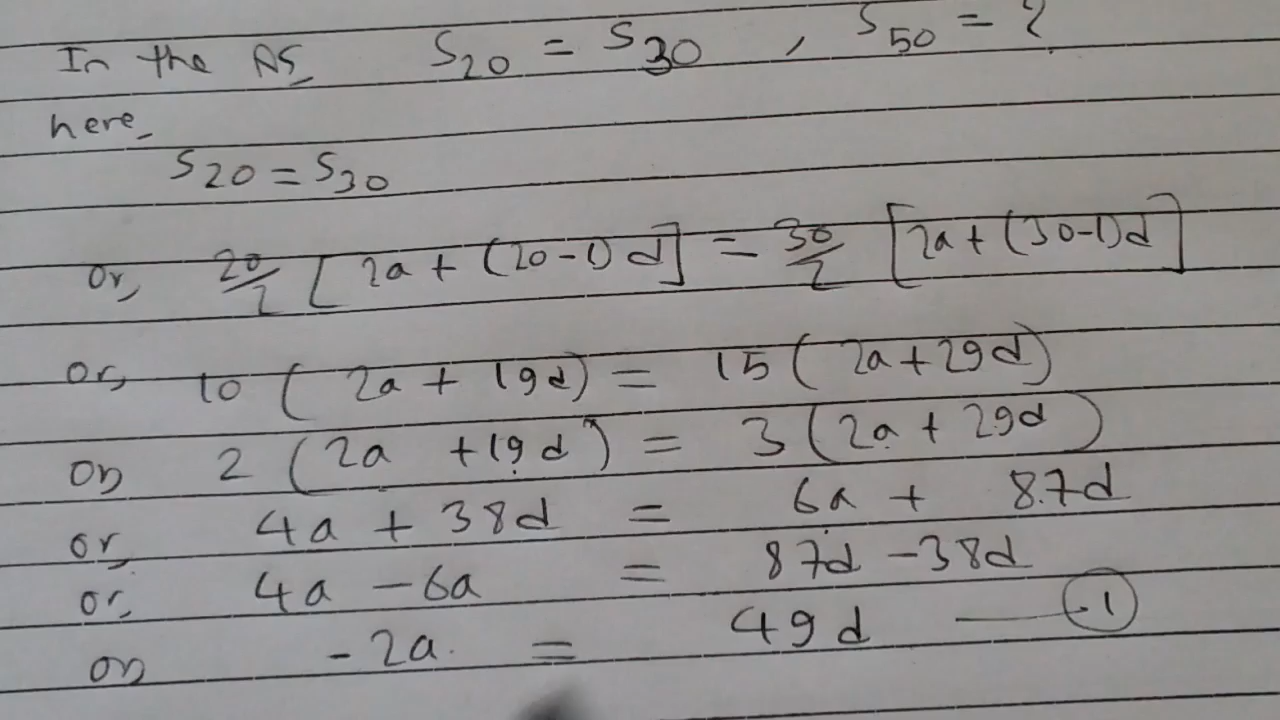 In the AS, S20 = S30 , S50 = ?
here,
S20 = S30
or, 20/2 [ 2a + (20-1) d ] = 30/2 [ 2a + (30-1)d ]
or, 10 ( 2a + 19d) = 15 ( 2a + 29d)
or, 2 ( 2a + 19d ) = 3 ( 2a + 29d )
or, 4a + 38d = 6a + 87d
or, 4a - 6a = 87d - 38d
or, - 2a = 49d — 1